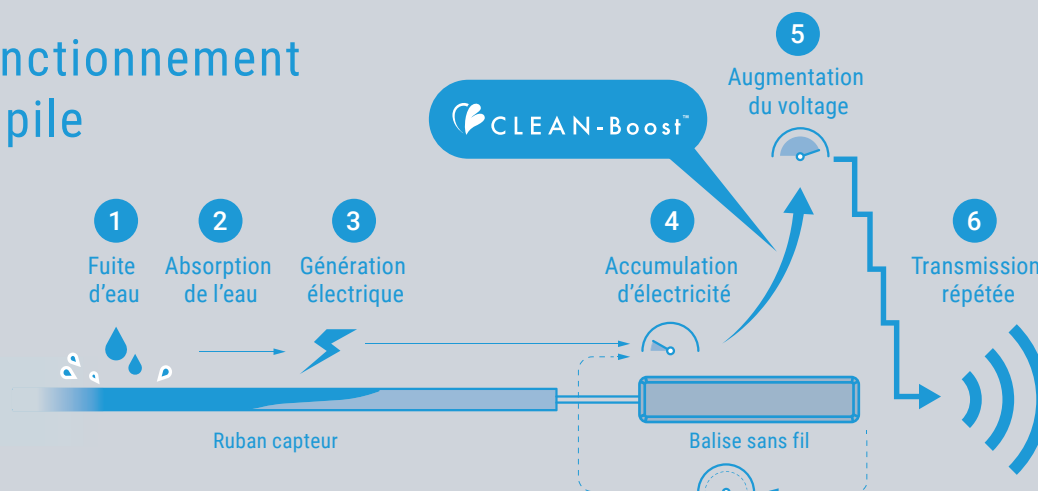 nctionnement
pile
CLEAN-Boost™
5
Augmentation
du voltage
1
Fuite
d'eau
2
Absorption
de l'eau
3
Génération
électrique
4
Accumulation
d'électricité
6
Transmission
répétée
Ruban capteur
Balise sans fil